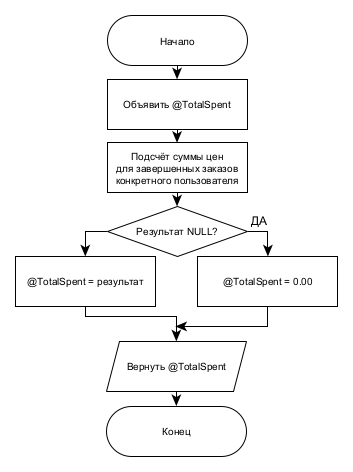 Начало
Объявить @TotalSpent
Подсчёт суммы цен
для завершенных заказов
конкретного пользователя
Результат NULL?
ДА
@TotalSpent = результат
@TotalSpent = 0.00
Вернуть @TotalSpent
Конец